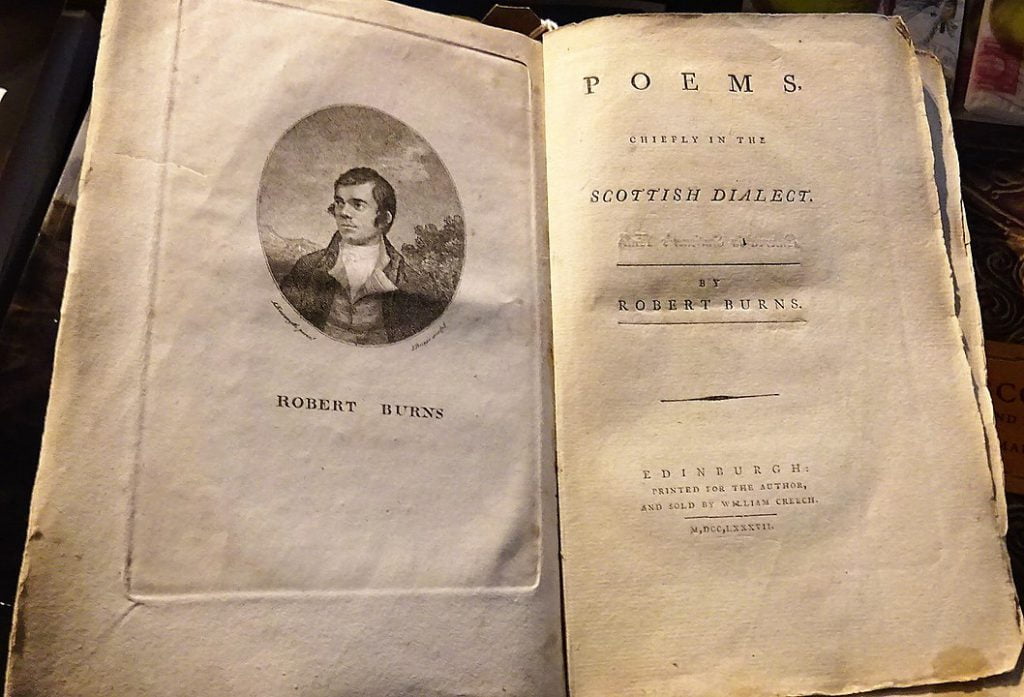 ROBERT BURNS
POEMS,
CHIEFLY IN THE
SCOTTISH DIALECT.
BY
ROBERT BURNS.
EDINBURGH:
PRINTED FOR THE AUTHOR,
AND SOLD BY WILLIAM CREECH.
M,DCC,LXXXVII.